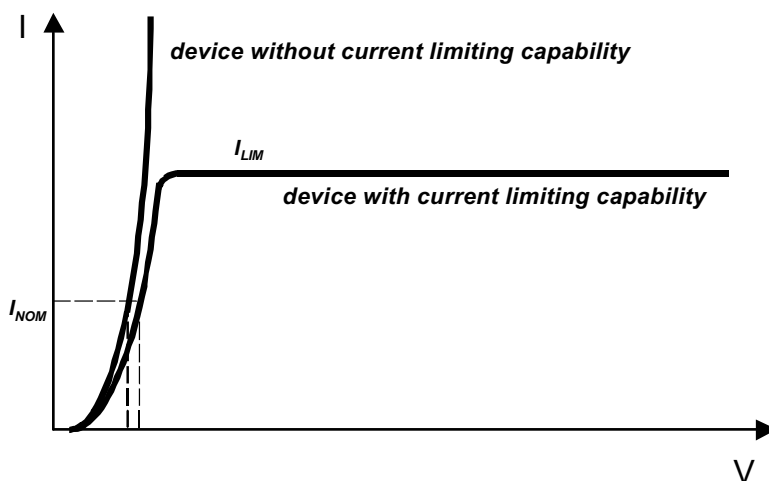 I
device without current limiting capability
I_LIM
device with current limiting capability
I_NOM
V